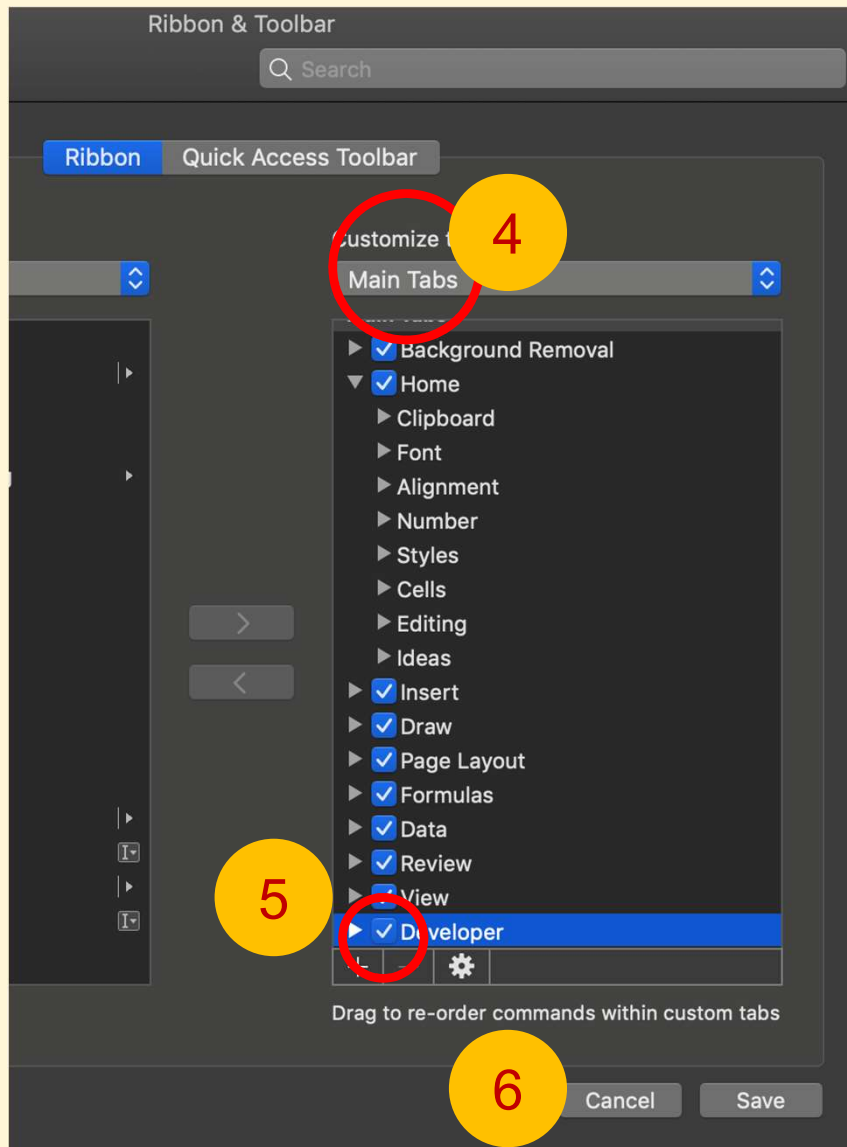 Ribbon & Toolbar
Search
Ribbon Quick Access Toolbar
4
Customize
Main Tabs
Background Removal
Home
Clipboard
Font
Alignment
Number
Styles
Cells
Editing
Ideas
Insert
Draw
Page Layout
Formulas
Data
Review
5
View
Developer
Drag to re-order commands within custom tabs
6
Cancel Save